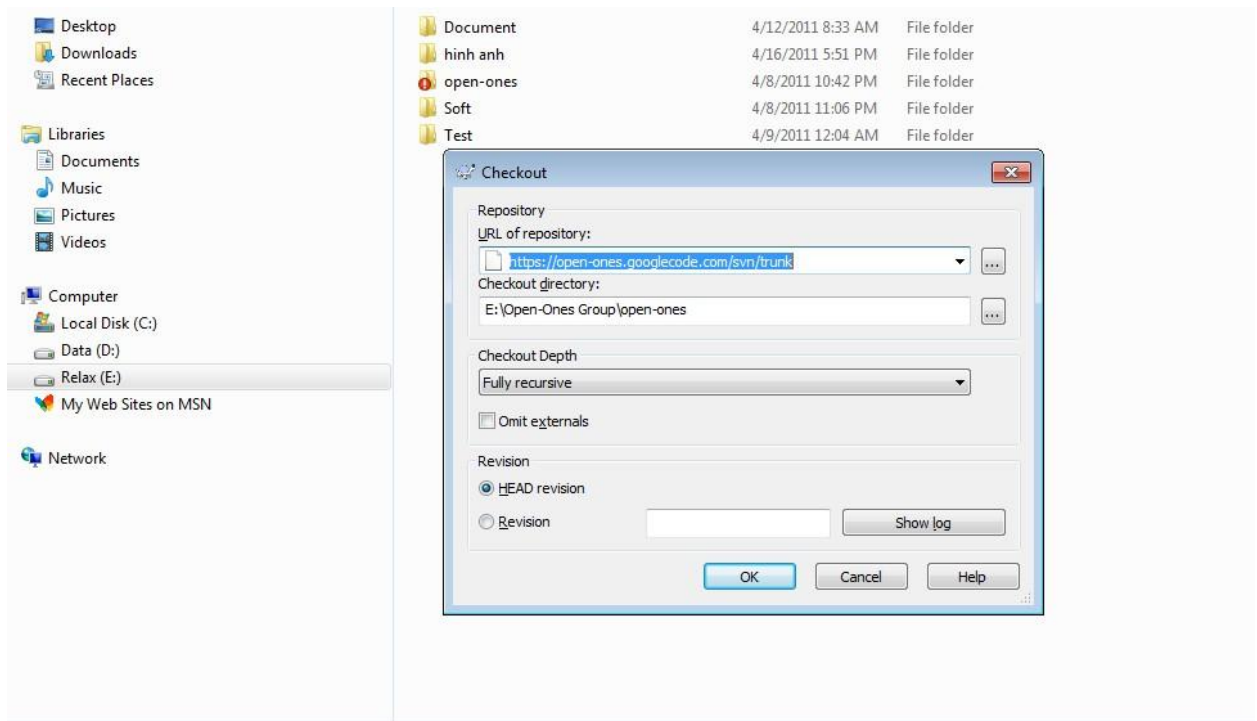 Desktop
Downloads
Recent Places
Libraries
Documents
Music
Pictures
Videos
Computer
Local Disk (C:)
Data (D:)
Relax (E:)
My Web Sites on MSN
Network
Document 4/12/2011 8:33 AM File folder
hinh anh 4/16/2011 5:51 PM File folder
open-ones 4/8/2011 10:42 PM File folder
Soft 4/8/2011 11:06 PM File folder
Test 4/9/2011 12:04 AM File folder
Checkout
Repository
URL of repository:
https://open-ones.googlecode.com/svn/trunk
...
Checkout directory:
E:\Open-Ones Group\open-ones
...
Checkout Depth
Fully recursive
Omit externals
Revision
HEAD revision
Revision Show log
OK Cancel Help